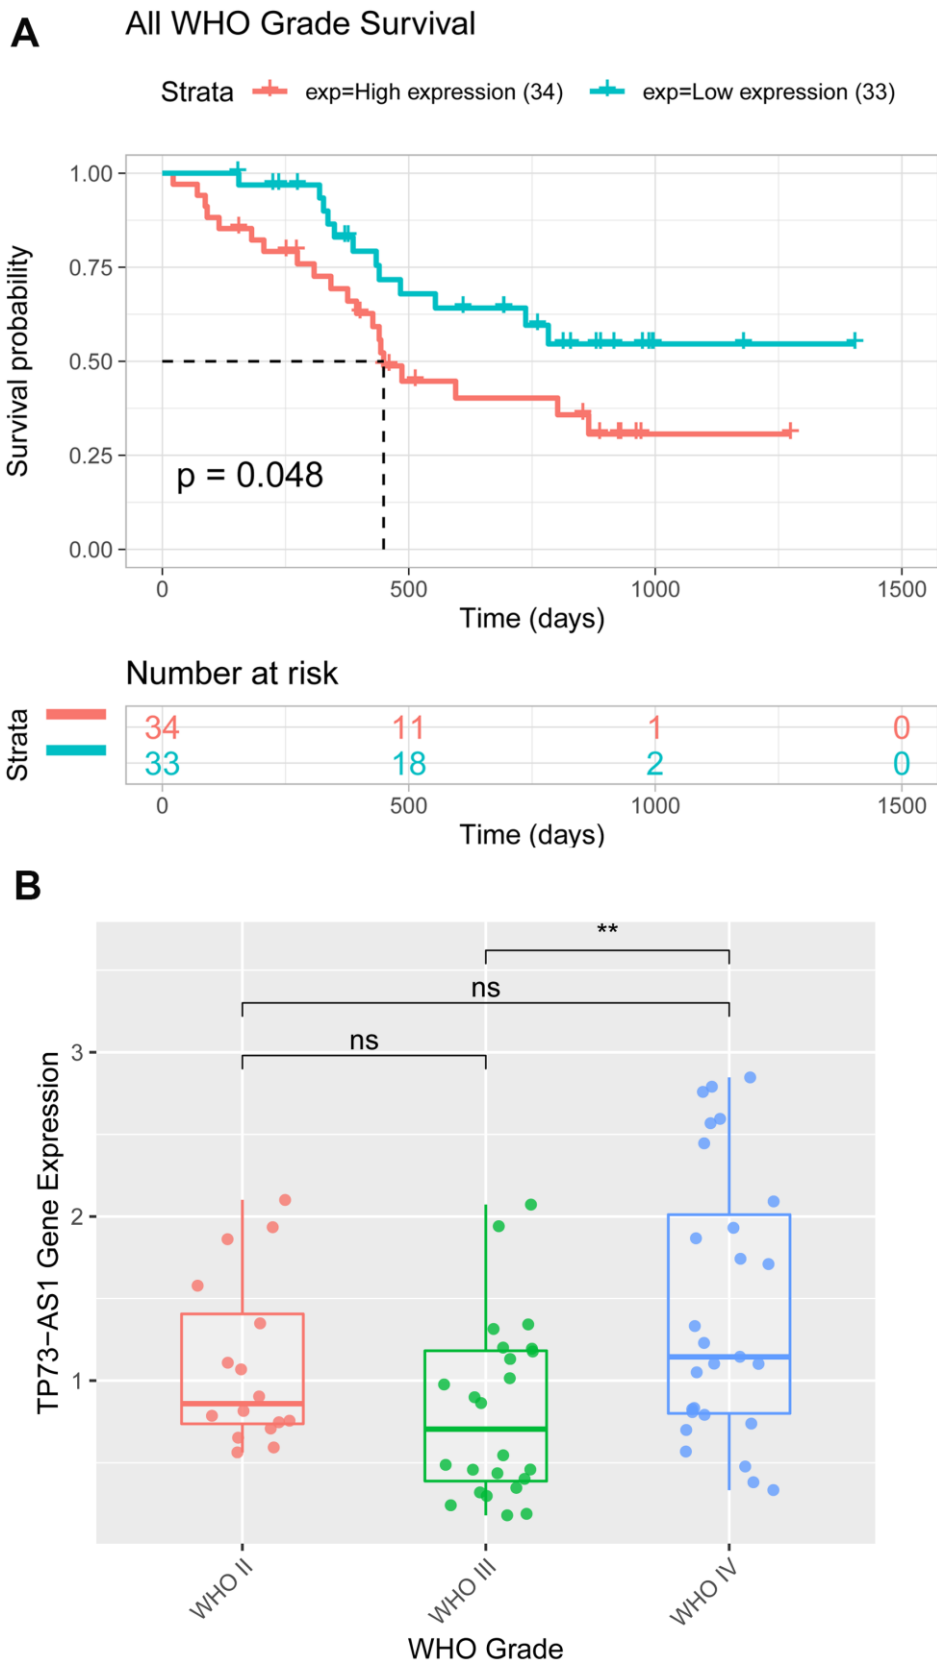 A
All WHO Grade Survival
Strata exp=High expression (34) exp=Low expression (33)
1.00
0.75
0.50
0.25
0.00
Survival probability
p = 0.048
0 500 1000 1500
Time (days)
Number at risk
Strata
34 11 1 0
33 18 2 0
0 500 1000 1500
Time (days)
B
**
ns
ns
3
2
1
TP73−AS1 Gene Expression
WHO II WHO III WHO IV
WHO Grade